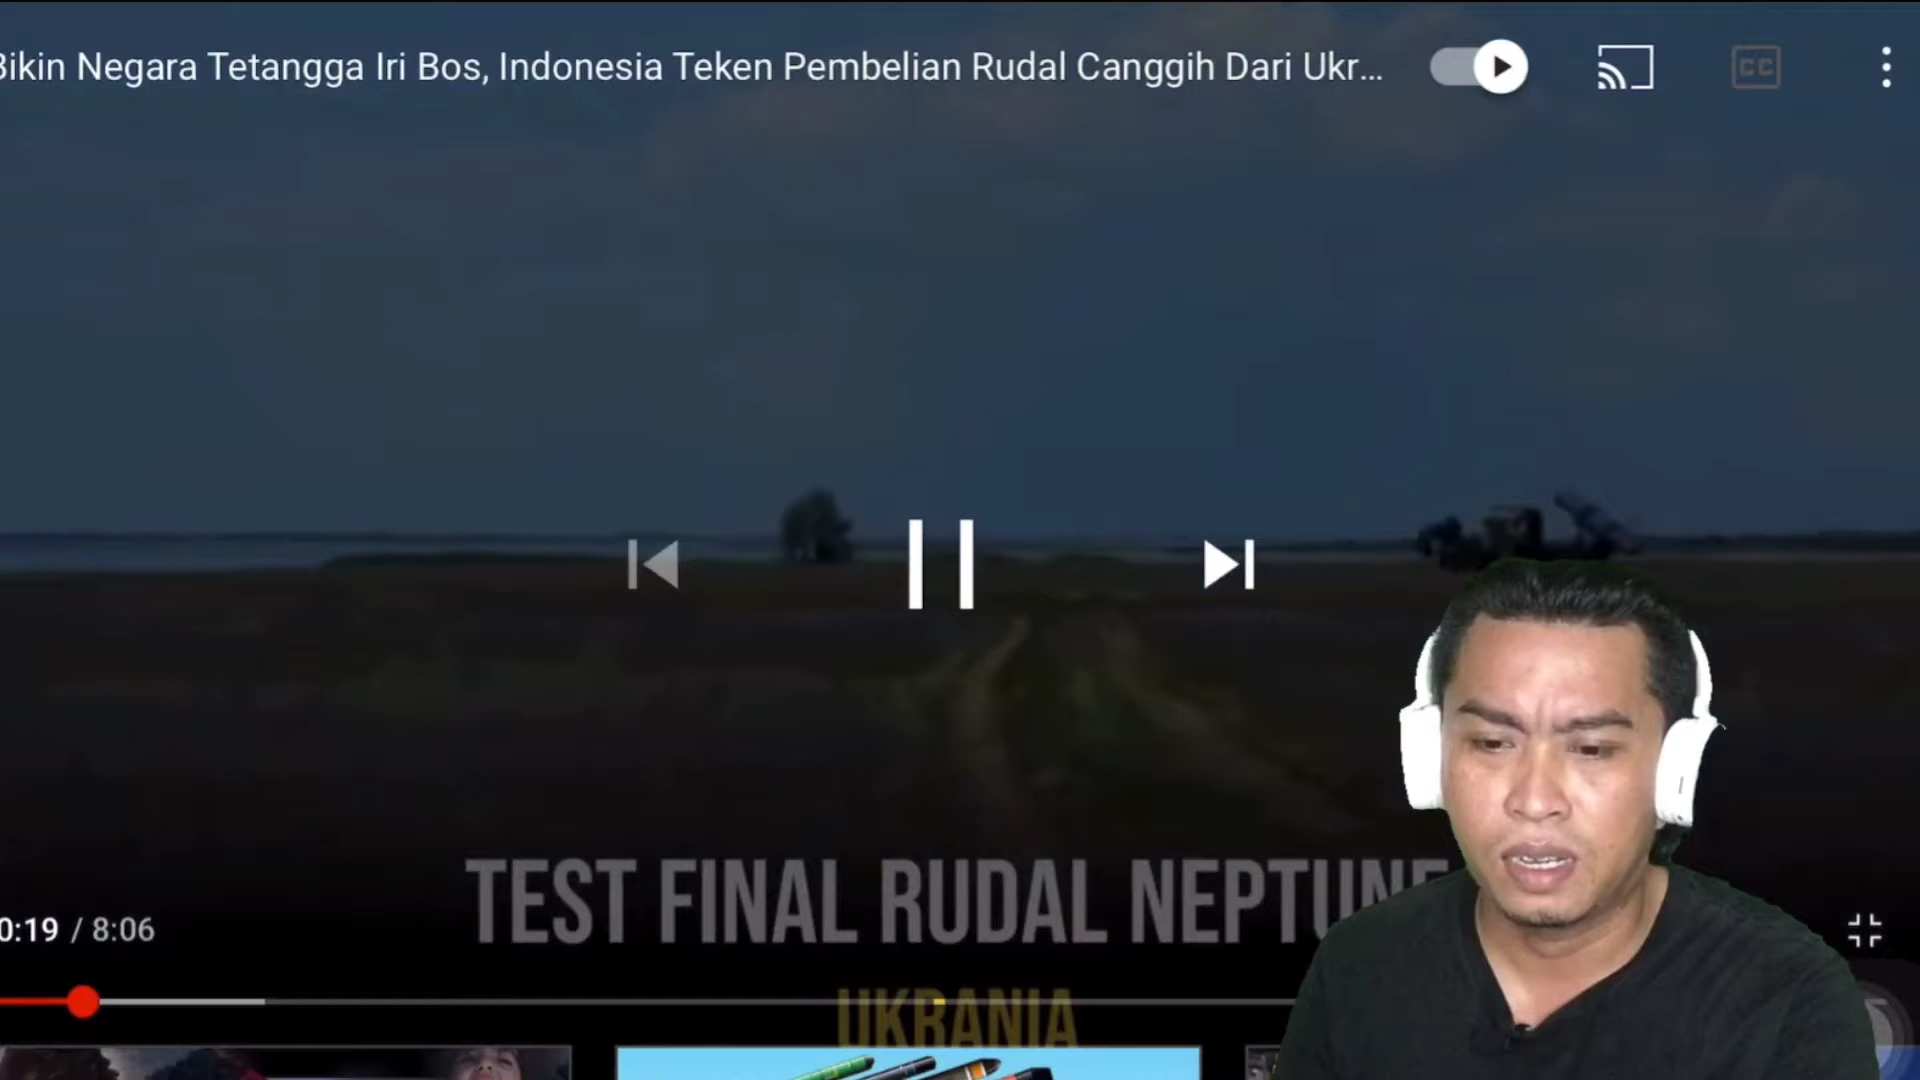 Bikin Negara Tetangga Iri Bos, Indonesia Teken Pembelian Rudal Canggih Dari Ukr...
CC
TEST FINAL RUDAL NEPTUNE
0:19 / 8:06
UKRANIA